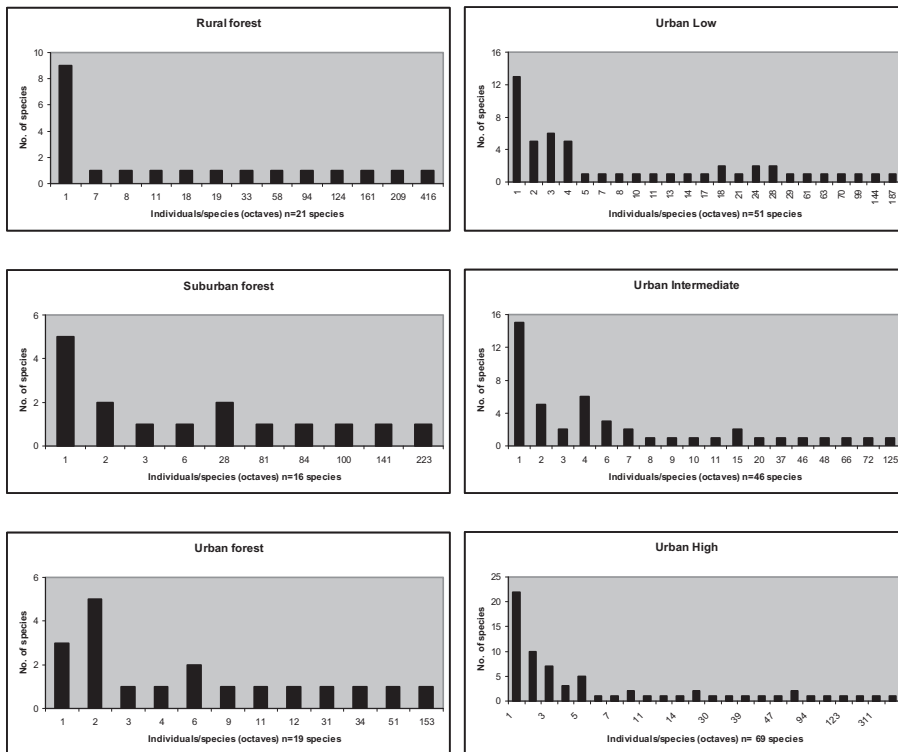 Rural forest
No. of species
10
8
6
4
2
0
1 7 8 11 18 19 33 58 94 124 161 209 416
Individuals/species (octaves) n=21 species
Urban Low
No. of species
16
12
8
4
0
1 2 3 4 5 7 8 10 11 13 14 17 18 21 24 28 29 61 63 70 99 144 187
Individuals/species (octaves) n=51 species
Suburban forest
No. of species
6
4
2
0
1 2 3 6 28 81 84 100 141 223
Individuals/species (octaves) n=16 species
Urban Intermediate
No. of species
16
12
8
4
0
1 2 3 4 6 7 8 9 10 11 15 20 37 46 48 66 72 125
Individuals/species (octaves) n=46 species
Urban forest
No. of species
6
4
2
0
1 2 3 4 6 9 11 12 31 34 51 153
Individuals/species (octaves) n=19 species
Urban High
No. of species
25
20
15
10
5
0
1 3 5 7 11 14 30 39 47 94 123 311
Individuals/species (octaves) n= 69 species